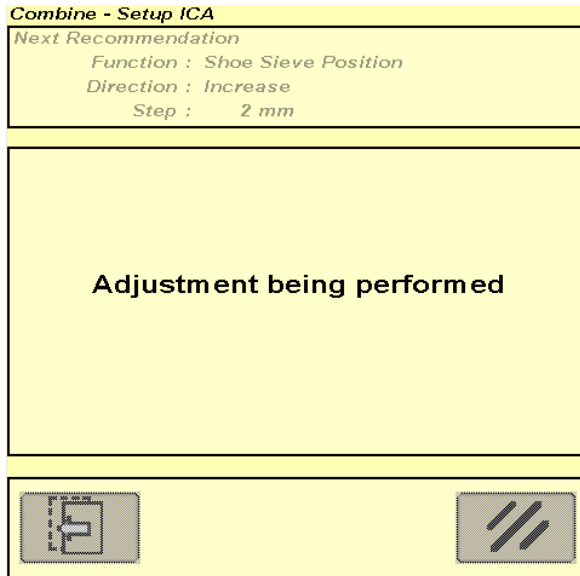 Combine - Setup ICA
Next Recommendation
Function : Shoe Sieve Position
Direction : Increase
Step : 2 mm
Adjustment being performed